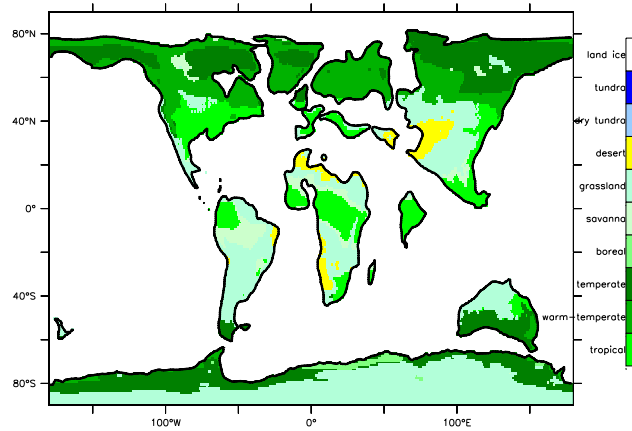 80°N
40°N
0°
40°S
80°S
100°W
0°
100°E
land ice
tundra
dry tundra
desert
grassland
savanna
boreal
temperate
warm-temperate
tropical